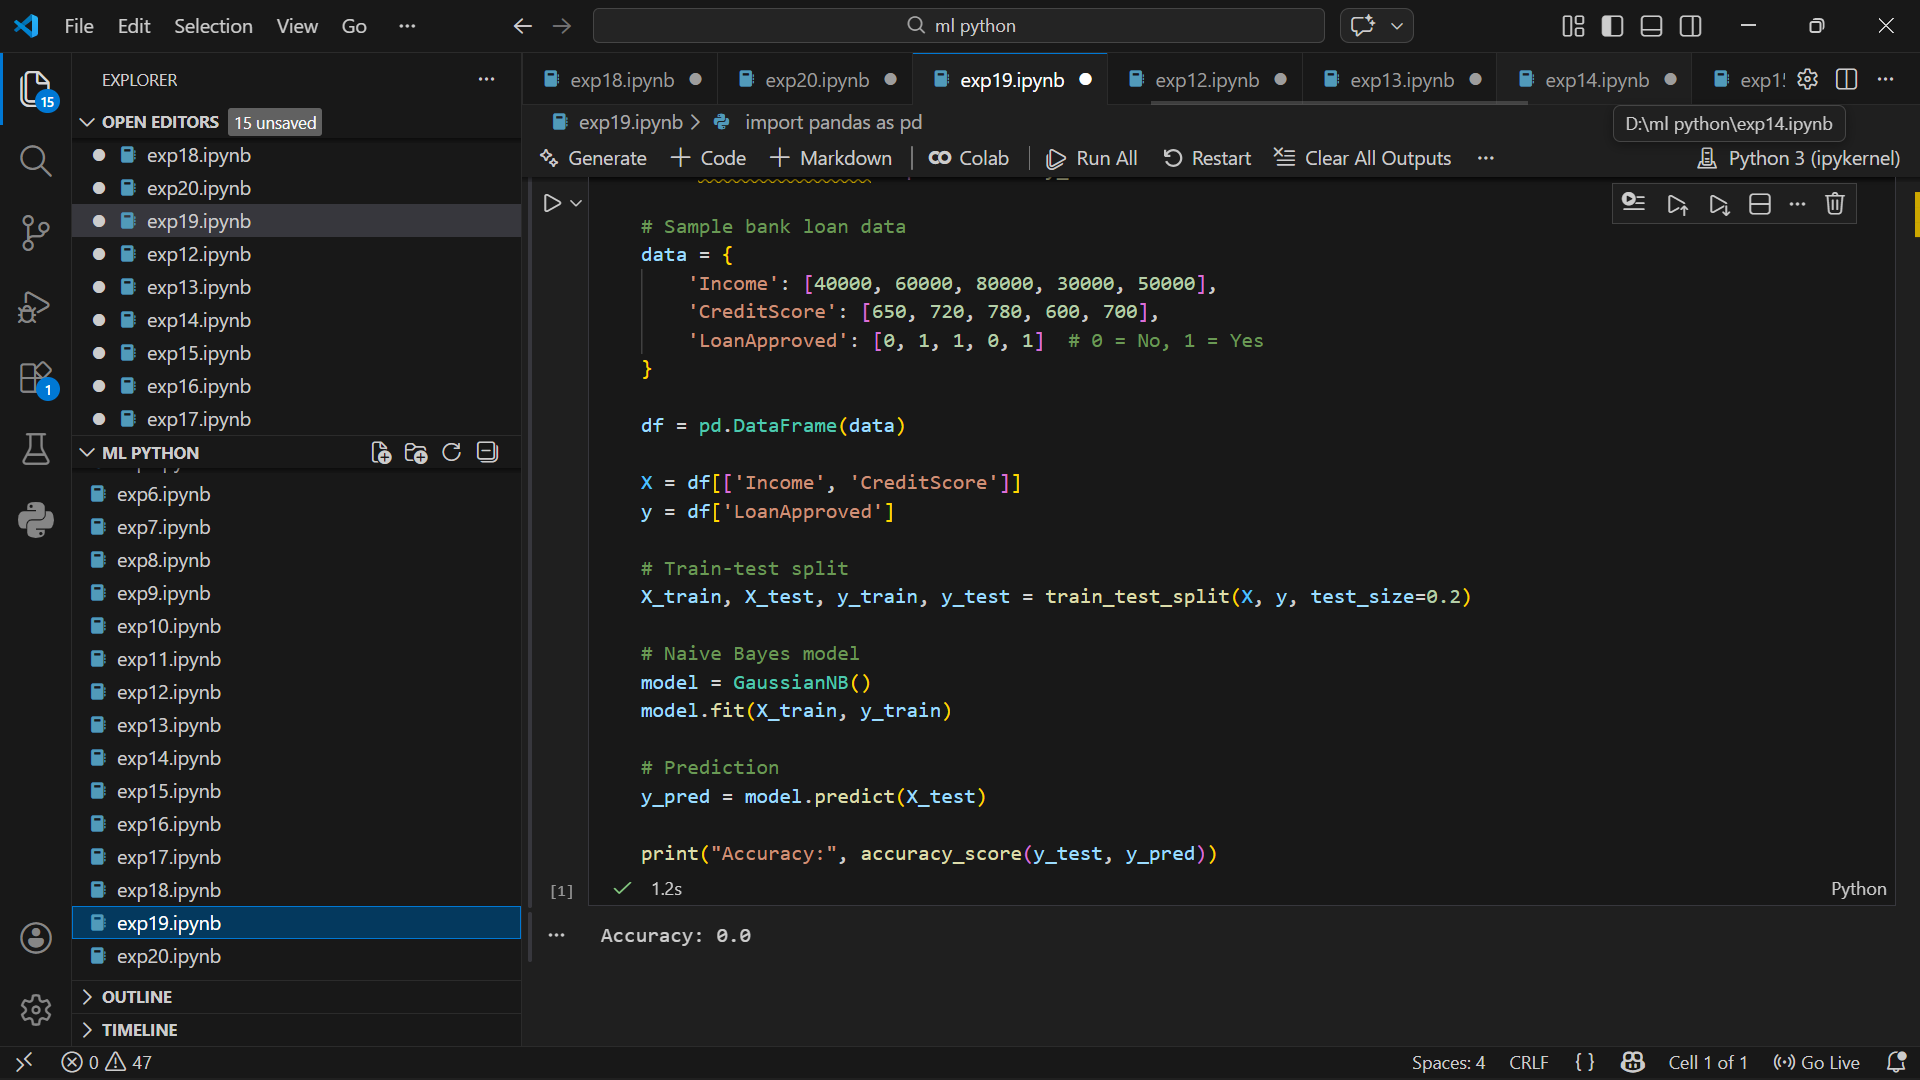 File Edit Selection View Go ···
ml python
EXPLORER
OPEN EDITORS 15 unsaved
exp18.ipynb
exp20.ipynb
exp19.ipynb
exp12.ipynb
exp13.ipynb
exp14.ipynb
exp15.ipynb
exp16.ipynb
exp17.ipynb
ML PYTHON
exp6.ipynb
exp7.ipynb
exp8.ipynb
exp9.ipynb
exp10.ipynb
exp11.ipynb
exp12.ipynb
exp13.ipynb
exp14.ipynb
exp15.ipynb
exp16.ipynb
exp17.ipynb
exp18.ipynb
exp19.ipynb
exp20.ipynb
OUTLINE
TIMELINE
15
1
exp18.ipynb exp20.ipynb exp19.ipynb exp12.ipynb exp13.ipynb exp14.ipynb exp15
exp19.ipynb > import pandas as pd
D:\ml python\exp14.ipynb
Generate + Code + Markdown Colab Run All Restart Clear All Outputs ··· Python 3 (ipykernel)
# Sample bank loan data
data = {
    'Income': [40000, 60000, 80000, 30000, 50000],
    'CreditScore': [650, 720, 780, 600, 700],
    'LoanApproved': [0, 1, 1, 0, 1]  # 0 = No, 1 = Yes
}
df = pd.DataFrame(data)
X = df[['Income', 'CreditScore']]
y = df['LoanApproved']
# Train-test split
X_train, X_test, y_train, y_test = train_test_split(X, y, test_size=0.2)
# Naive Bayes model
model = GaussianNB()
model.fit(X_train, y_train)
# Prediction
y_pred = model.predict(X_test)
print("Accuracy:", accuracy_score(y_test, y_pred))
[1] 1.2s Python
Accuracy: 0.0
0 47 Spaces: 4 CRLF { } Cell 1 of 1 Go Live